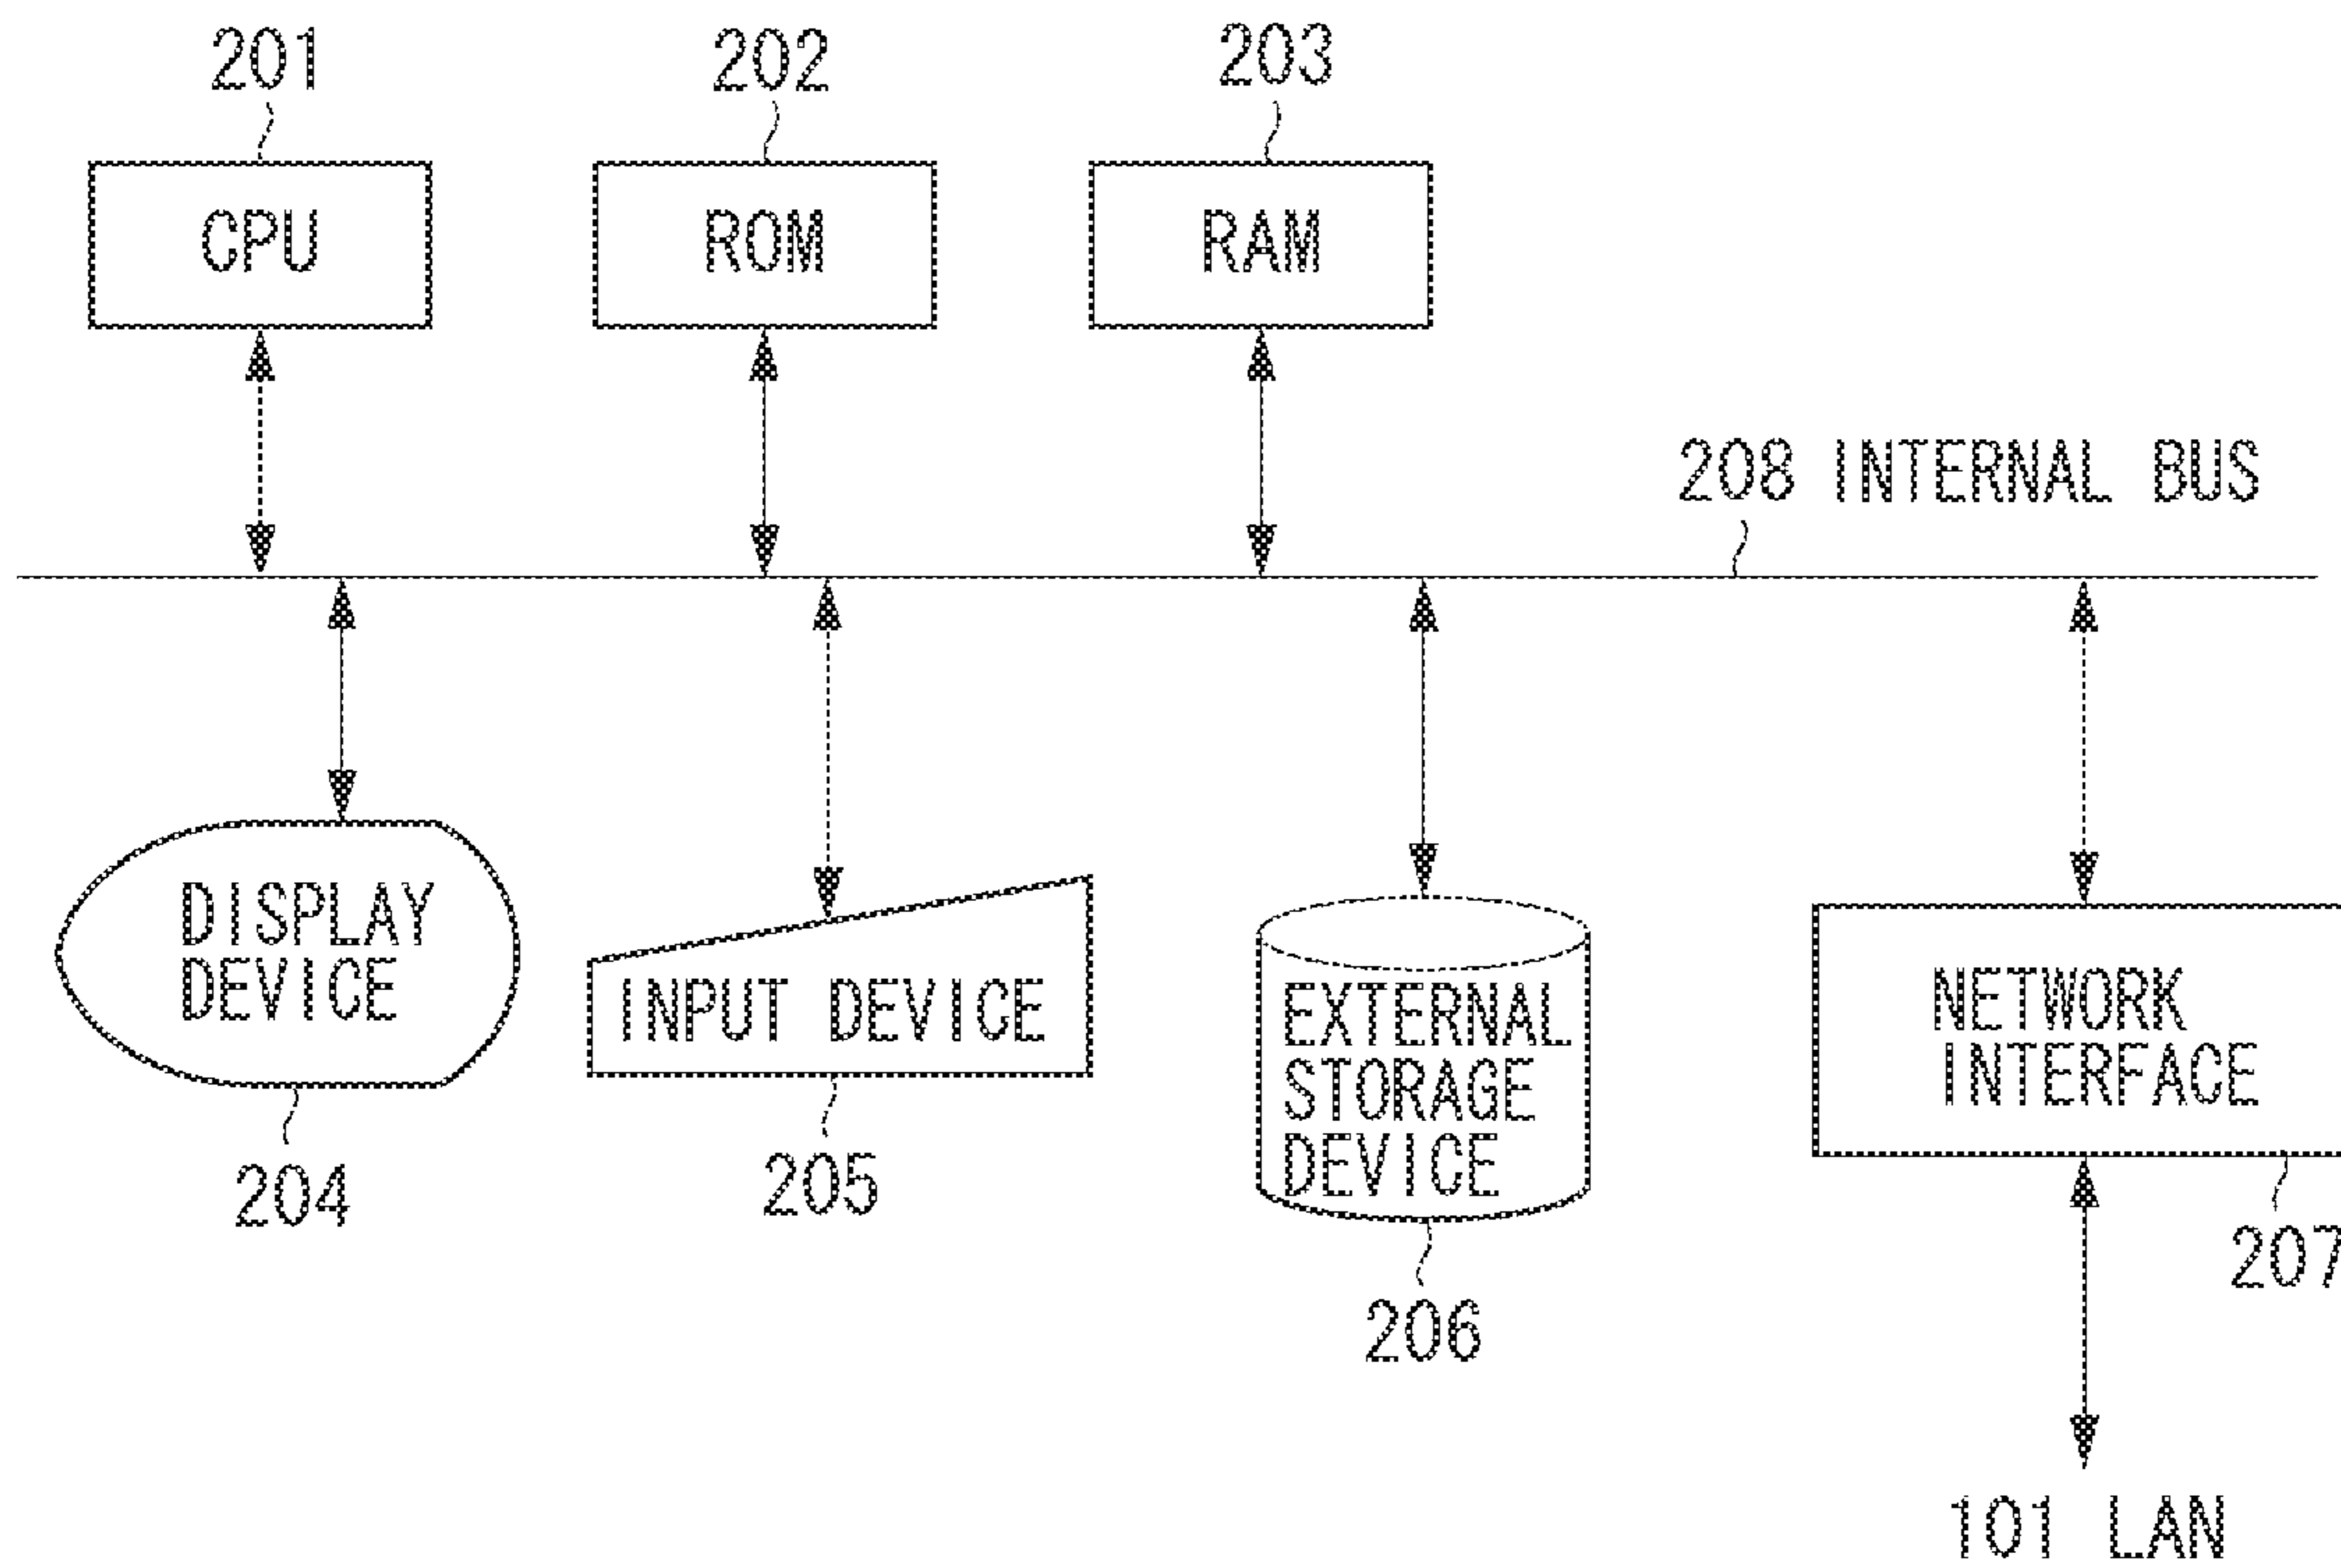 201
202
203
CPU
ROM
RAM
208 INTERNAL BUS
DISPLAY
DEVICE
INPUT DEVICE
EXTERNAL
STORAGE
DEVICE
NETWORK
INTERFACE
204
205
206
207
101 LAN